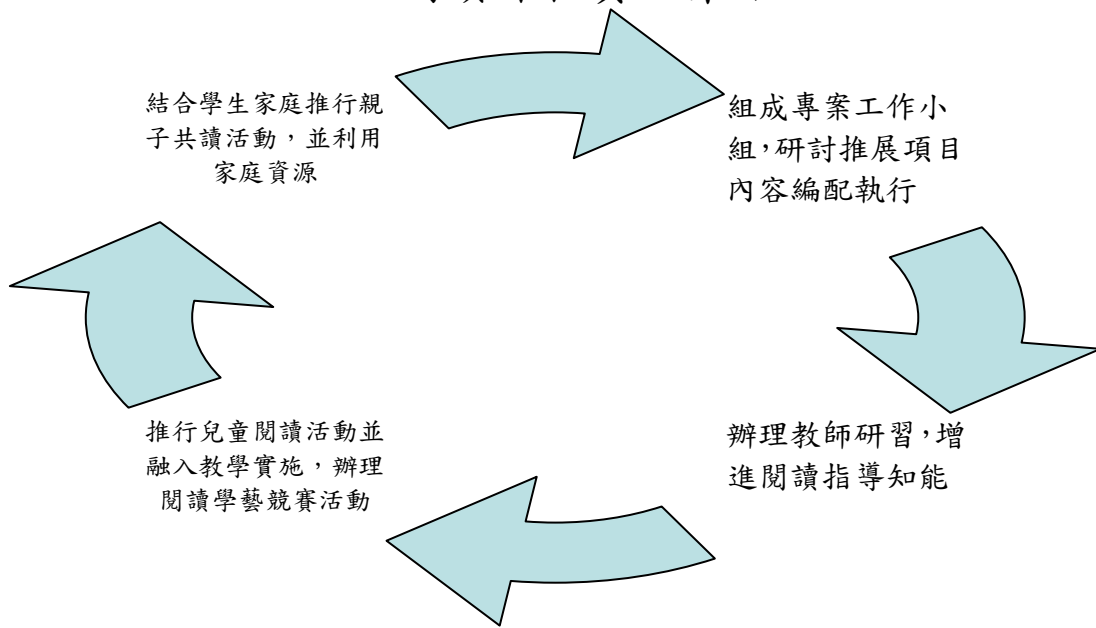 結合學生家庭推行親
子共讀活動，並利用
家庭資源
組成專案工作小
組，研討推展項目
內容編配執行
推行兒童閱讀活動並
融入教學實施，辦理
閱讀學藝競賽活動
辦理教師研習，增
進閱讀指導知能